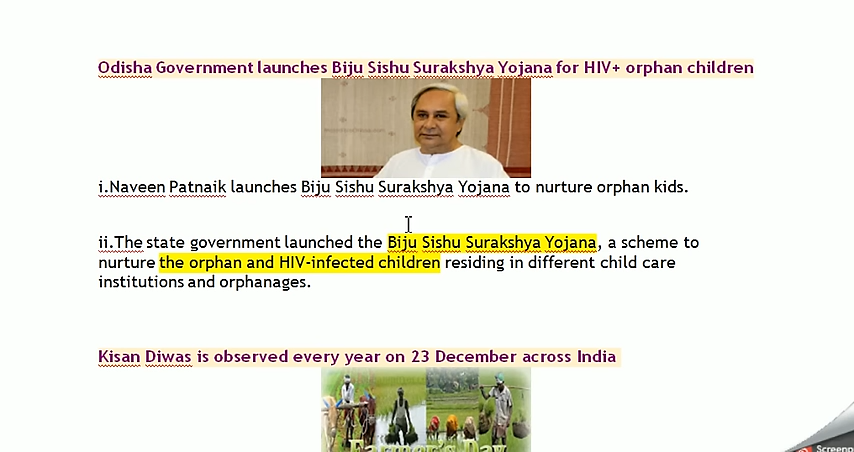 Odisha Government launches Biju Sishu Surakshya Yojana for HIV+ orphan children
i.Naveen Patnaik launches Biju Sishu Surakshya Yojana to nurture orphan kids.
ii.The state government launched the Biju Sishu Surakshya Yojana, a scheme to
nurture the orphan and HIV-infected children residing in different child care
institutions and orphanages.
Kisan Diwas is observed every year on 23 December across India
Farmer's Day